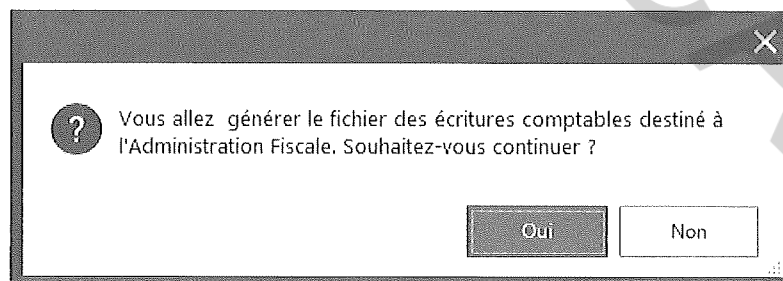 Vous allez générer le fichier des écritures comptables destiné à
l'Administration Fiscale. Souhaitez-vous continuer ?
Oui
Non